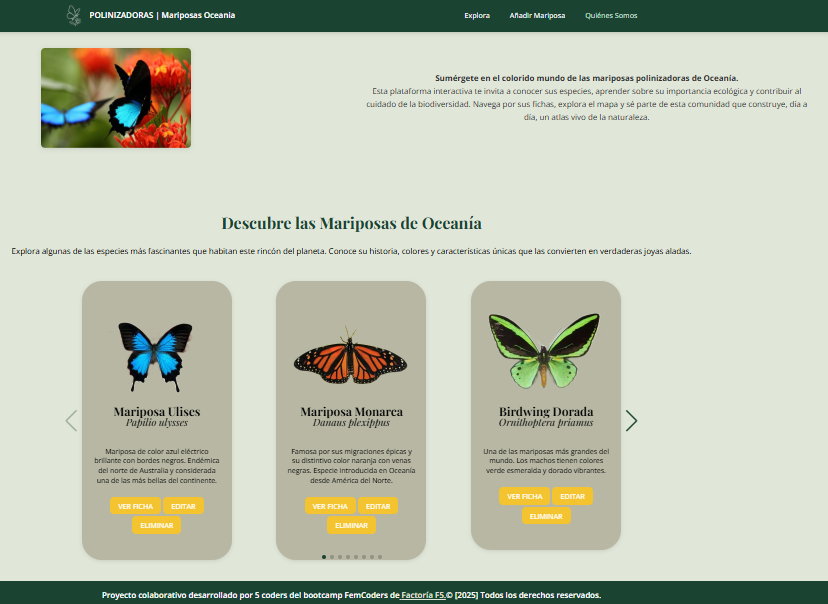 POLINIZADORAS | Mariposas Oceanía
Explora
Añadir Mariposa
Quiénes Somos
Sumérgete en el colorido mundo de las mariposas polinizadoras de Oceanía.
Esta plataforma interactiva te invita a conocer sus especies, aprender sobre su importancia ecológica y contribuir al
cuidado de la biodiversidad. Navega por sus fichas, explora el mapa y sé parte de esta comunidad que construye, día a
día, un atlas vivo de la naturaleza.
Descubre las Mariposas de Oceanía
Explora algunas de las especies más fascinantes que habitan este rincón del planeta. Conoce su historia, colores y características únicas que las convierten en verdaderas joyas aladas.
Mariposa Ulises
Papilio ulysses
Mariposa de color azul eléctrico
brillante con bordes negros. Endémica
del norte de Australia y considerada
una de las más bellas del continente.
VER FICHA
EDITAR
ELIMINAR
Mariposa Monarca
Danaus plexippus
Famosa por sus migraciones épicas y
su distintivo color naranja con venas
negras. Especie introducida en Oceanía
desde América del Norte.
VER FICHA
EDITAR
ELIMINAR
Birdwing Dorada
Ornithoptera priamus
Una de las mariposas más grandes del
mundo. Los machos tienen colores
verde esmeralda y dorado vibrantes.
VER FICHA
EDITAR
ELIMINAR
Proyecto colaborativo desarrollado por 5 coders del bootcamp FemCoders de Factoría F5.© [2025] Todos los derechos reservados.